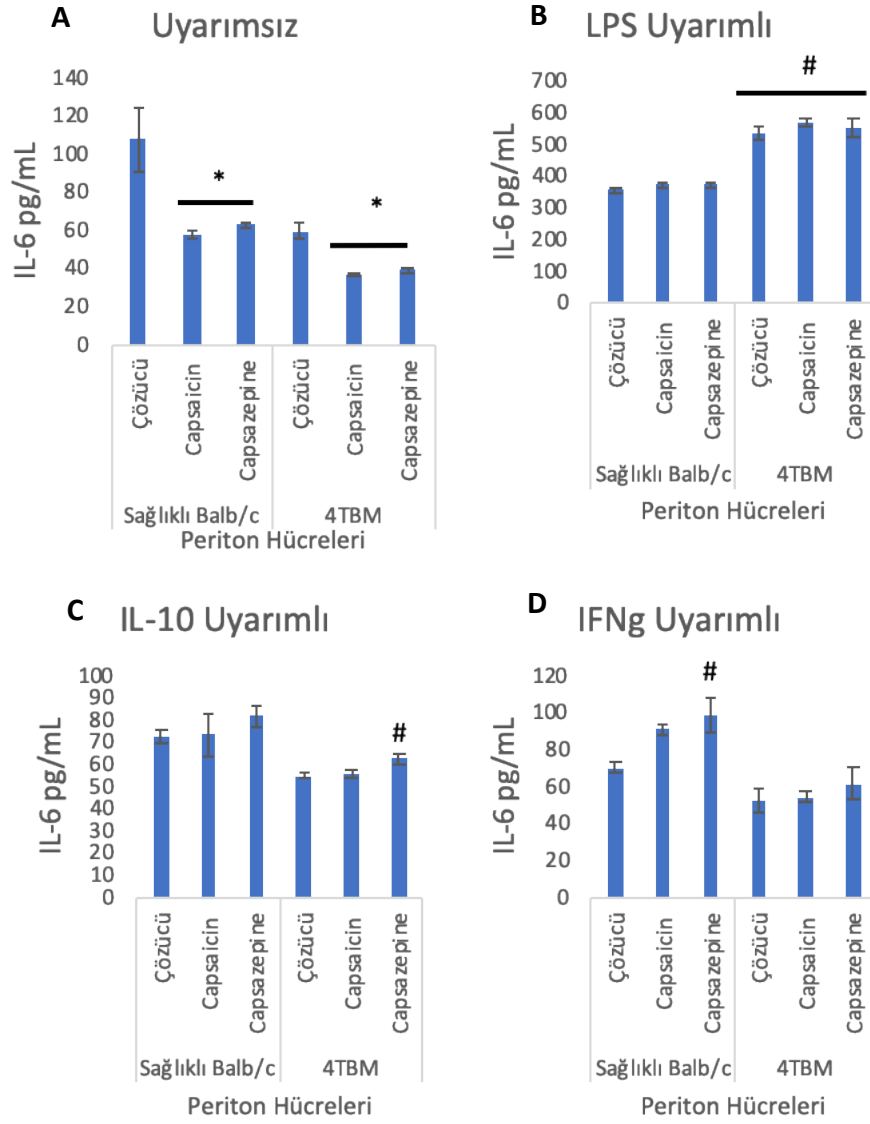 A
Uyarımsız
140
120
100
80
60
40
20
0
IL-6 pg/mL
*
*
Çözücü
Capsaicin
Capsazepine
Çözücü
Capsaicin
Capsazepine
Sağlıklı Balb/c
4TBM
Periton Hücreleri
B
LPS Uyarımlı
700
600
500
400
300
200
100
0
IL-6 pg/mL
#
Çözücü
Capsaicin
Capsazepine
Çözücü
Capsaicin
Capsazepine
Sağlıklı Balb/c
4TBM
Periton Hücreleri
C
IL-10 Uyarımlı
100
90
80
70
60
50
40
30
20
10
0
IL-6 pg/mL
#
Çözücü
Capsaicin
Capsazepine
Çözücü
Capsaicin
Capsazepine
Sağlıklı Balb/c
4TBM
Periton Hücreleri
D
IFNg Uyarımlı
120
100
80
60
40
20
0
IL-6 pg/mL
#
Çözücü
Capsaicin
Capsazepine
Çözücü
Capsaicin
Capsazepine
Sağlıklı Balb/c
4TBM
Periton Hücreleri